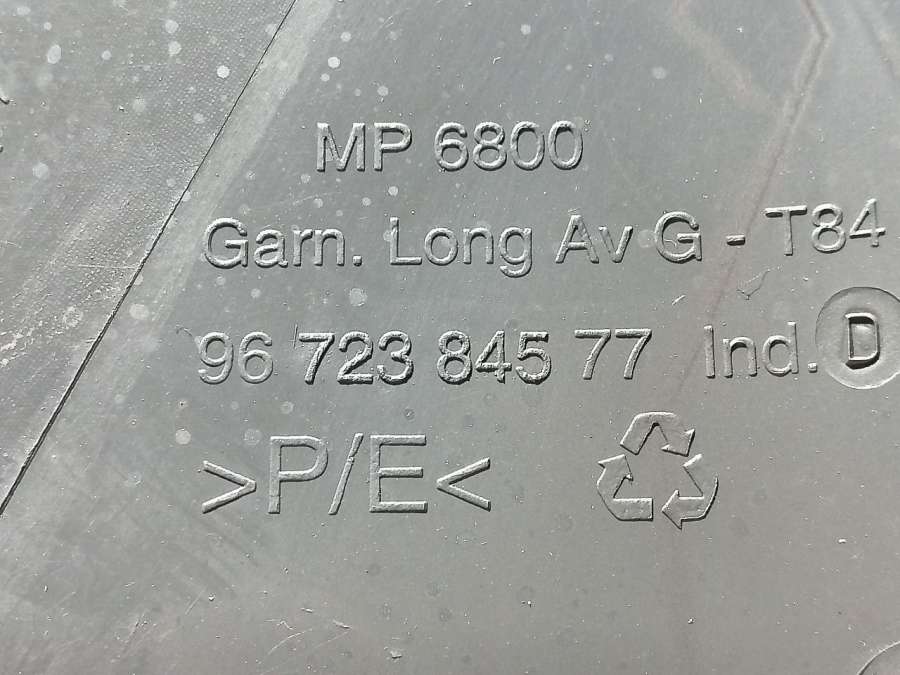 MP 6800
Garn. Long Av G - T84
96 723 845 77 Ind. D
>P/E<